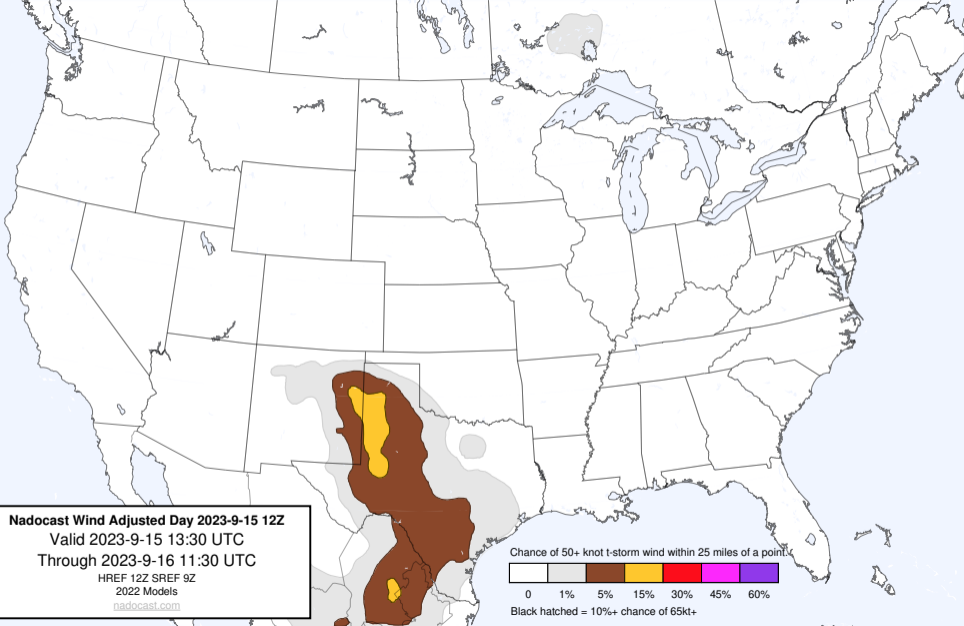 Nadocast Wind Adjusted Day 2023-9-15 12Z
Valid 2023-9-15 13:30 UTC
Through 2023-9-16 11:30 UTC
HREF 12Z SREF 9Z
2022 Models
nadocast.com
Chance of 50+ knot t-storm wind within 25 miles of a point.
0 1% 5% 15% 30% 45% 60%
Black hatched = 10%+ chance of 65kt+